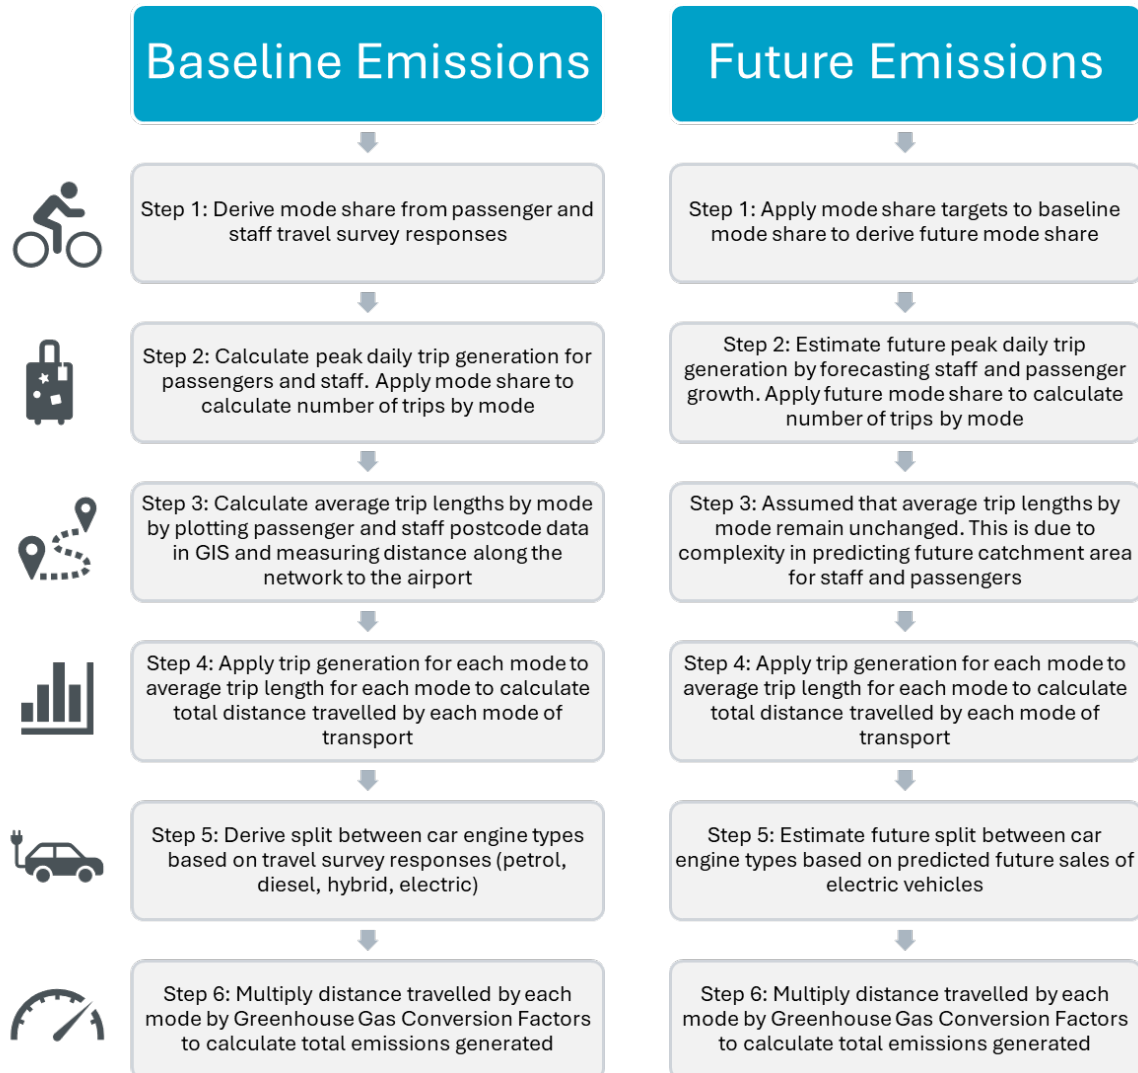 Baseline Emissions
Step 1: Derive mode share from passenger and
staff travel survey responses
Step 2: Calculate peak daily trip generation for
passengers and staff. Apply mode share to
calculate number of trips by mode
Step 3: Calculate average trip lengths by mode
by plotting passenger and staff postcode data
in GIS and measuring distance along the
network to the airport
Step 4: Apply trip generation for each mode to
average trip length for each mode to calculate
total distance travelled by each mode of
transport
Step 5: Derive split between car engine types
based on travel survey responses (petrol,
diesel, hybrid, electric)
Step 6: Multiply distance travelled by each
mode by Greenhouse Gas Conversion Factors
to calculate total emissions generated
Future Emissions
Step 1: Apply mode share targets to baseline
mode share to derive future mode share
Step 2: Estimate future peak daily trip
generation by forecasting staff and passenger
growth. Apply future mode share to calculate
number of trips by mode
Step 3: Assumed that average trip lengths by
mode remain unchanged. This is due to
complexity in predicting future catchment area
for staff and passengers
Step 4: Apply trip generation for each mode to
average trip length for each mode to calculate
total distance travelled by each mode of
transport
Step 5: Estimate future split between car
engine types based on predicted future sales of
electric vehicles
Step 6: Multiply distance travelled by each
mode by Greenhouse Gas Conversion Factors
to calculate total emissions generated